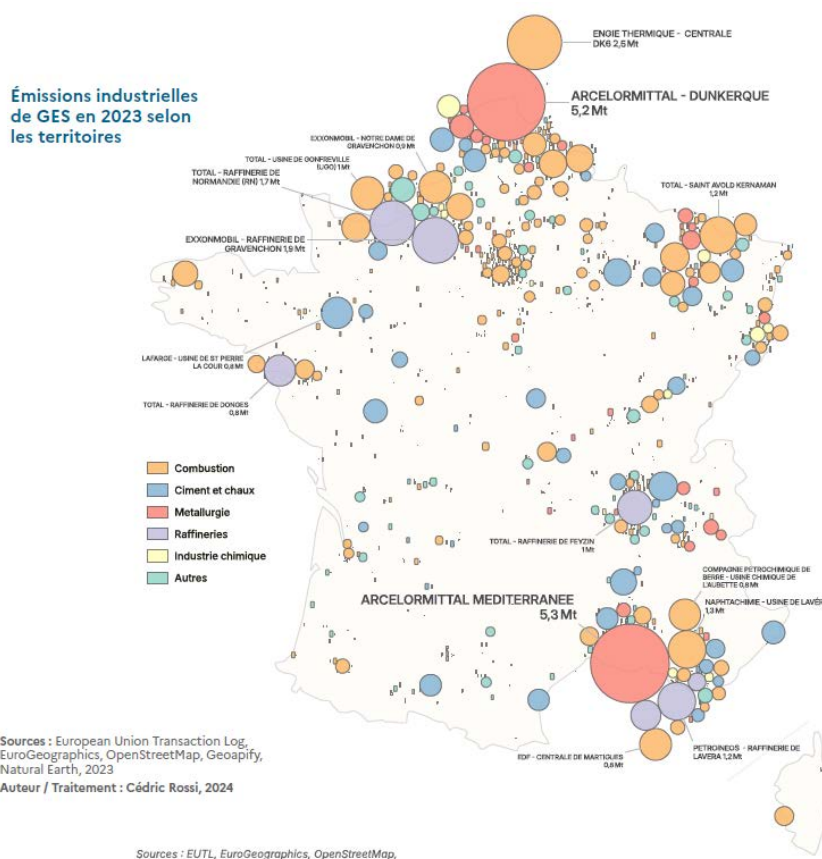 Émissions industrielles
de GES en 2023 selon
les territoires
ENGIE THERMIQUE - CENTRALE
DK6 2,5 Mt
ARCELORMITTAL - DUNKERQUE
5,2 Mt
EXXONMOBIL - NOTRE DAME DE
GRAVENCHON 0,9 Mt
TOTAL - USINE DE GONFREVILLE
(UGO) 1 Mt
TOTAL - RAFFINERIE DE
NORMANDIE (RN) 1,7 Mt
EXXONMOBIL - RAFFINERIE DE
GRAVENCHON 1,9 Mt
TOTAL - SAINT AVOLD KERNAMAN
1,2 Mt
LAFARGE - USINE DE ST PIERRE
LA COUR 0,8 Mt
TOTAL - RAFFINERIE DE DONGES
0,8 Mt
Combustion
Ciment et chaux
Metallurgie
Raffineries
Industrie chimique
Autres
TOTAL - RAFFINERIE DE FEYZIN
1 Mt
COMPAGNIE PETROCHIMIQUE DE
BERRE - USINE CHIMIQUE DE
L'AUBETTE 0,8 Mt
ARCELORMITTAL MEDITERRANEE
5,3 Mt
NAPHTACHIMIE - USINE DE LAVÉR
1,3 Mt
EDF - CENTRALE DE MARTIGUES
0,8 Mt
PETROINEOS - RAFFINERIE DE
LAVERA 1,2 Mt
Sources : European Union Transaction Log,
EuroGeographics, OpenStreetMap, Geoapify,
Natural Earth, 2023
Auteur / Traitement : Cédric Rossi, 2024
Sources : EUTL, EuroGeographics, OpenStreetMap,